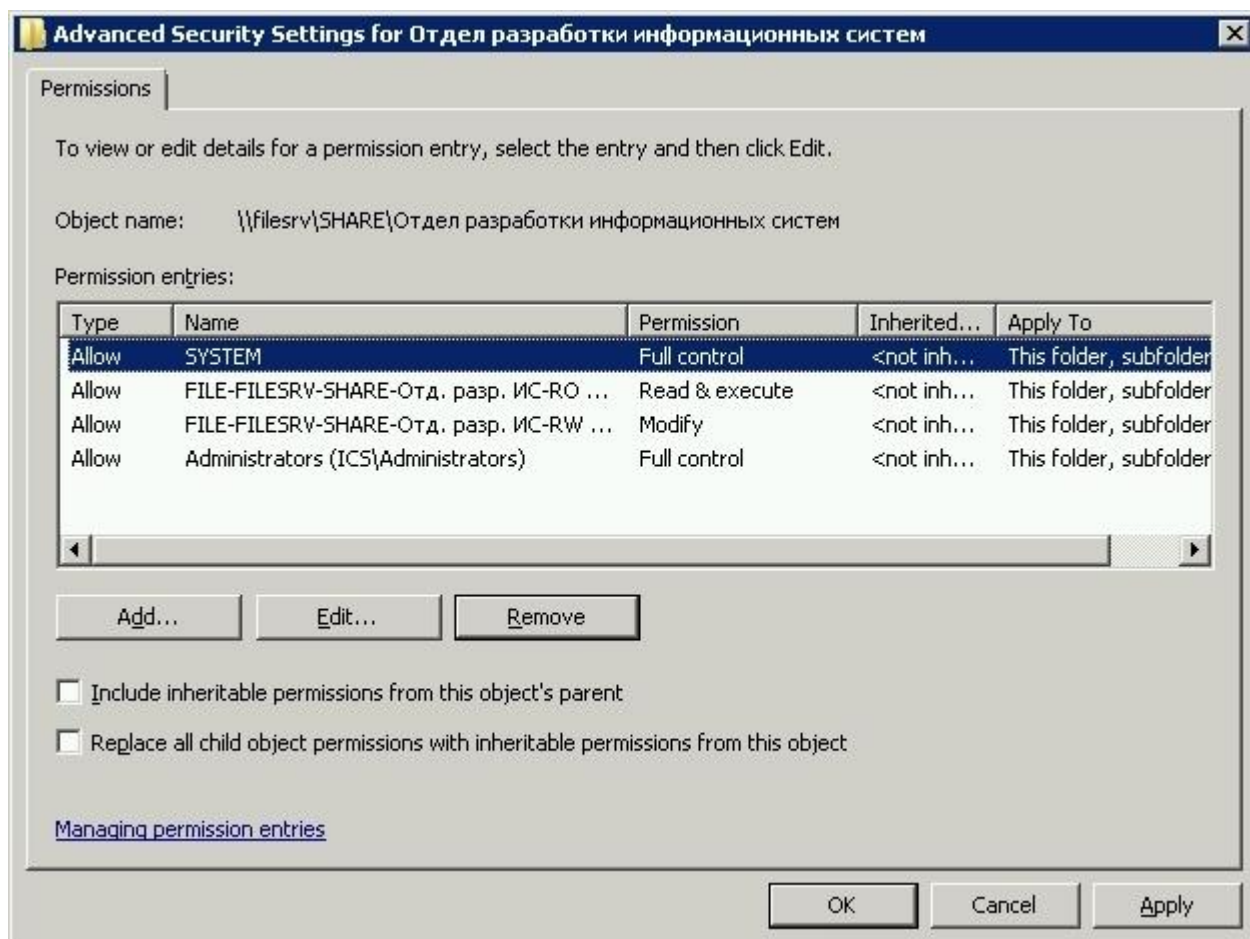 Advanced Security Settings for Отдел разработки информационных систем
Permissions
To view or edit details for a permission entry, select the entry and then click Edit.
Object name: \\filesrv\SHARE\Отдел разработки информационных систем
Permission entries:
Type Name Permission Inherited... Apply To
Allow SYSTEM Full control <not inh... This folder, subfolder
Allow FILE-FILESRV-SHARE-Отд. разр. ИС-RO ... Read & execute <not inh... This folder, subfolder
Allow FILE-FILESRV-SHARE-Отд. разр. ИС-RW ... Modify <not inh... This folder, subfolder
Allow Administrators (ICS\Administrators) Full control <not inh... This folder, subfolder
Add... Edit... Remove
Include inheritable permissions from this object's parent
Replace all child object permissions with inheritable permissions from this object
Managing permission entries
OK Cancel Apply